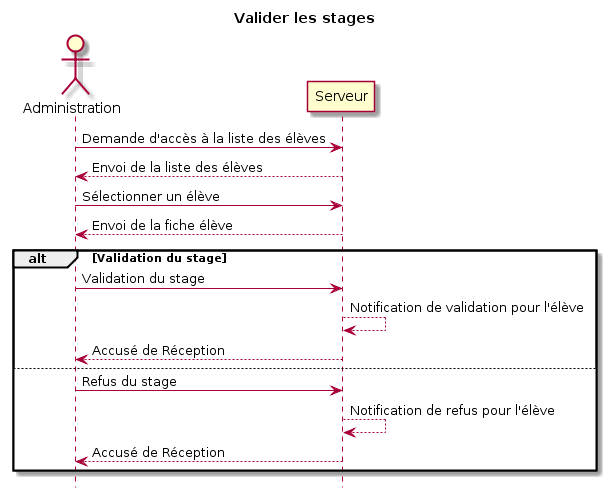 Valider les stages
Administration
Serveur
Demande d'accès à la liste des élèves
Envoi de la liste des élèves
Sélectionner un élève
Envoi de la fiche élève
alt [Validation du stage]
Validation du stage
Notification de validation pour l'élève
Accusé de Réception
Refus du stage
Notification de refus pour l'élève
Accusé de Réception